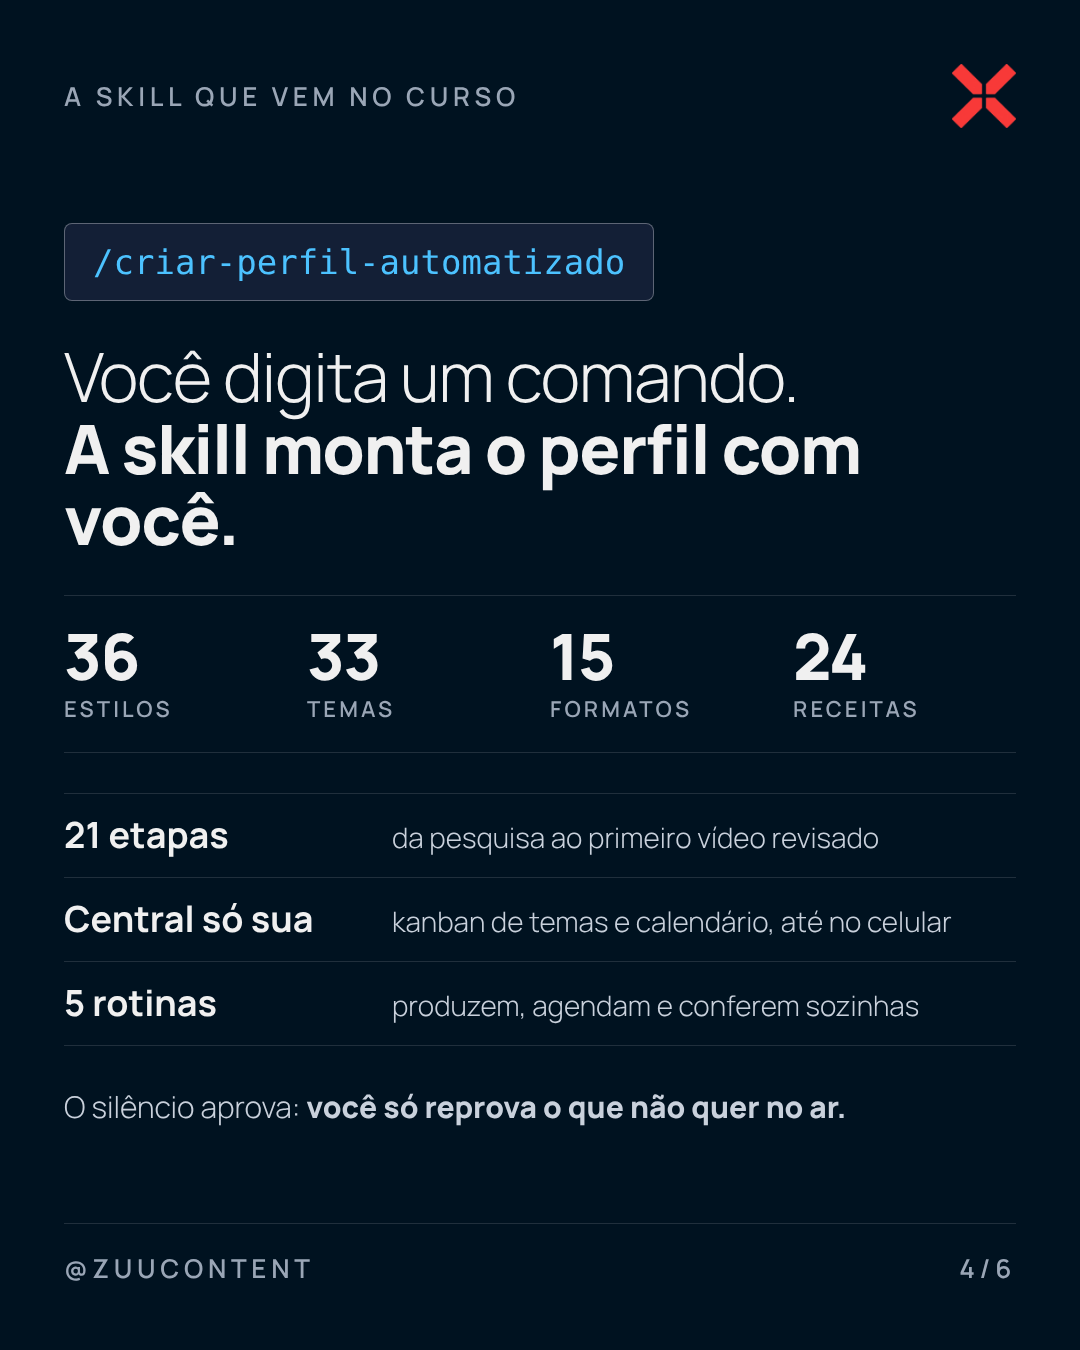 A SKILL QUE VEM NO CURSO
/criar-perfil-automatizado
Você digita um comando.
A skill monta o perfil com
você.
36
33
15
24
ESTILOS
TEMAS
FORMATOS
RECEITAS
21 etapas
da pesquisa ao primeiro vídeo revisado
Central só sua
kanban de temas e calendário, até no celular
5 rotinas
produzem, agendam e conferem sozinhas
O silêncio aprova: você só reprova o que não quer no ar.
@ZUUCONTENT
4/6